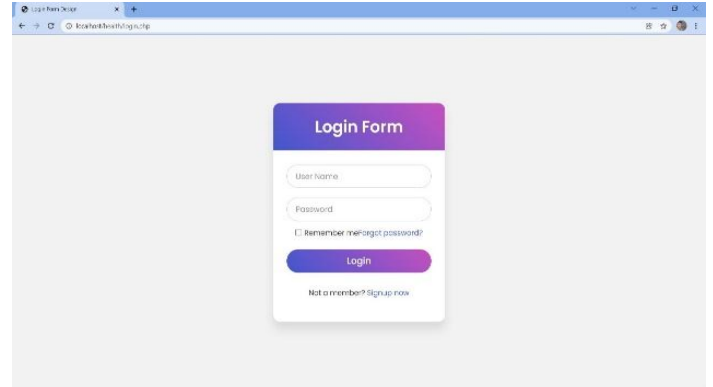 Login Form Design
localhost/health/login.php
Login Form
User Name
Password
Remember meForgot password?
Login
Not a member? Signup now